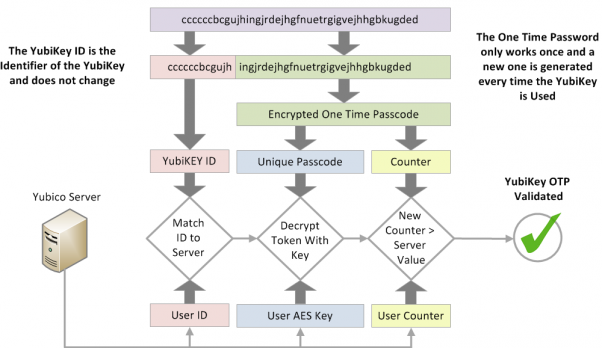 ccccccbcgujhingjrdejhgfnuetrgigvejhhgbkugded
The YubiKey ID is the
Identifier of the YubiKey
and does not change
ccccccbcgujh ingjrdejhgfnuetrgigvejhhgbkugded
The One Time Password
only works once and a
new one is generated
every time the YubiKey
is Used
Encrypted One Time Passcode
YubiKEY ID
Unique Passcode
Counter
Yubico Server
YubiKey OTP
Validated
Match
ID to
Server
Decrypt
Token With
Key
New
Counter >
Server
Value
User ID
User AES Key
User Counter